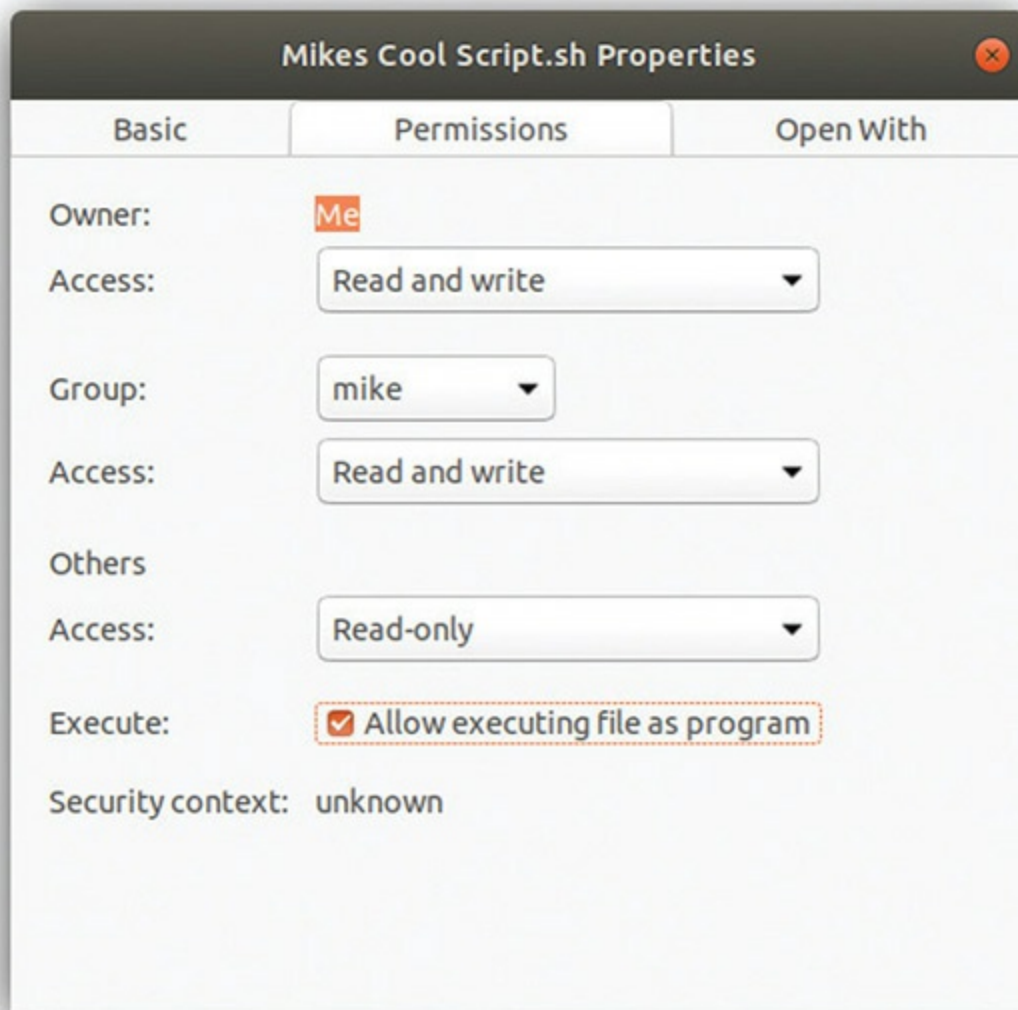 Mikes Cool Script.sh Properties
Basic Permissions Open With
Owner: Me
Access: Read and write
Group: mike
Access: Read and write
Others
Access: Read-only
Execute: Allow executing file as program
Security context: unknown